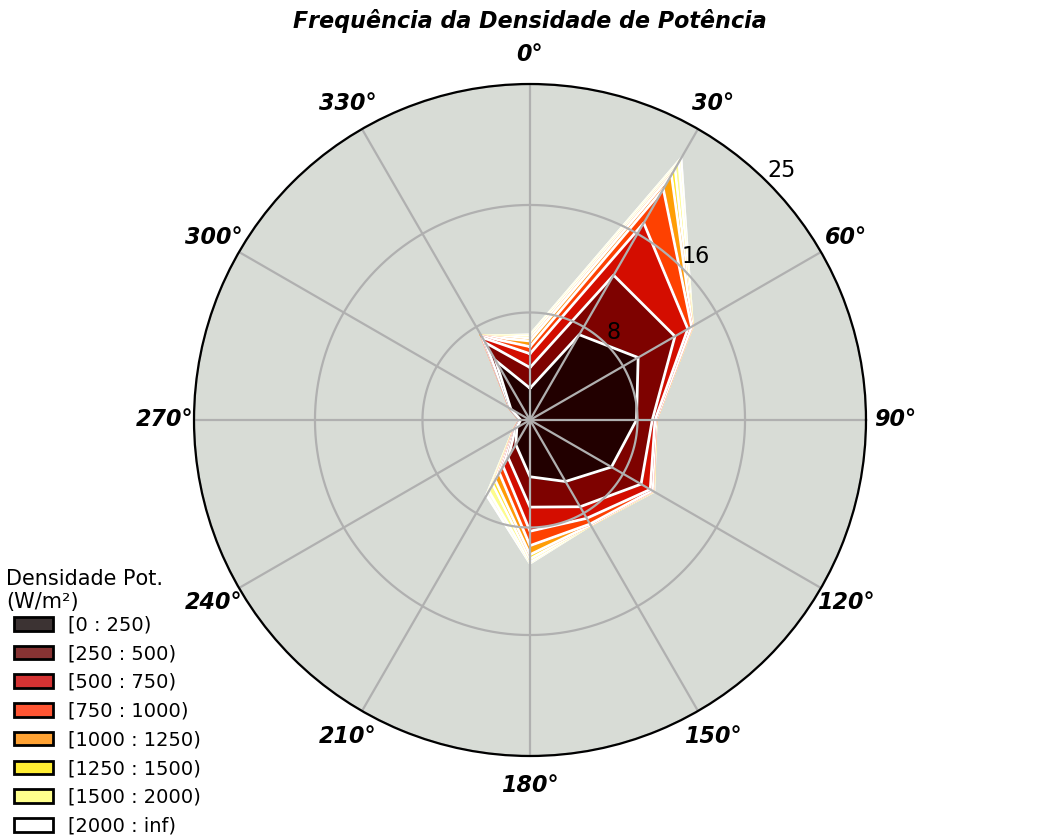 Frequência da Densidade de Potência
0°
330°
30°
25
300°
60°
16
8
270°
90°
240°
120°
210°
150°
180°
Densidade Pot.
(W/m²)
[0 : 250)
[250 : 500)
[500 : 750)
[750 : 1000)
[1000 : 1250)
[1250 : 1500)
[1500 : 2000)
[2000 : inf)